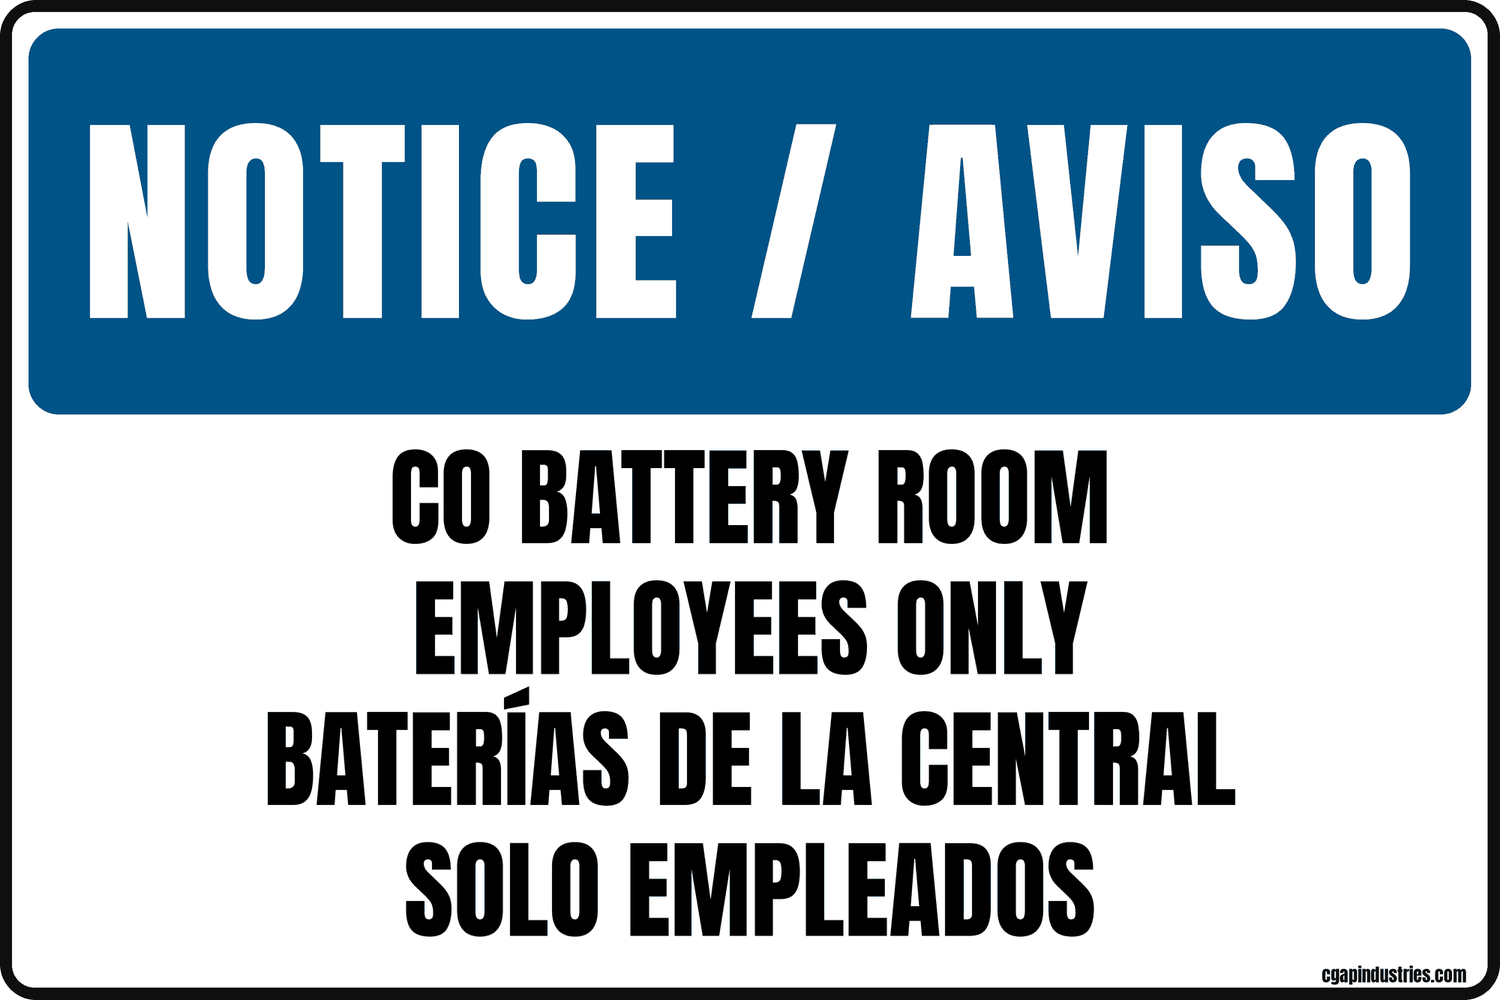 NOTICE / AVISO
CO BATTERY ROOM
EMPLOYEES ONLY
BATERÍAS DE LA CENTRAL
SOLO EMPLEADOS
cgapindustries.com